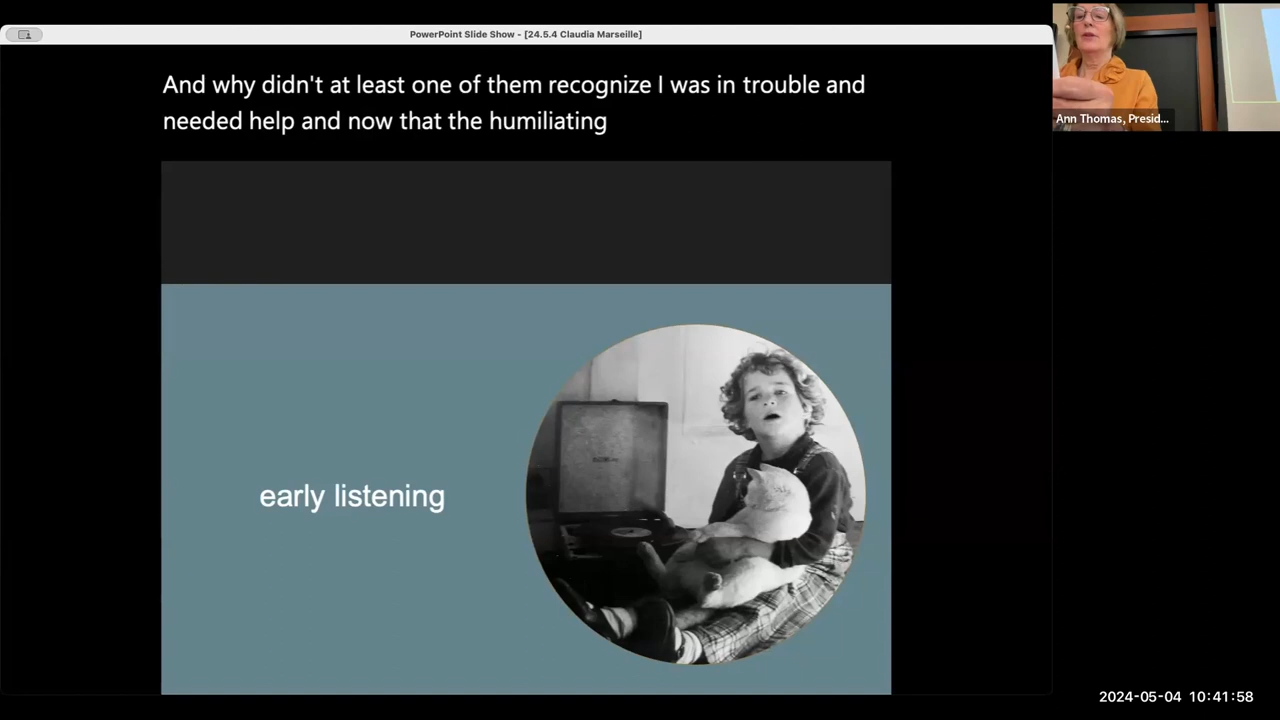 PowerPoint Slide Show - [24.5.4 Claudia Marseille]
And why didn't at least one of them recognize I was in trouble and
needed help and now that the humiliating
Ann Thomas, Presid...
early listening
2024-05-04 10:41:58